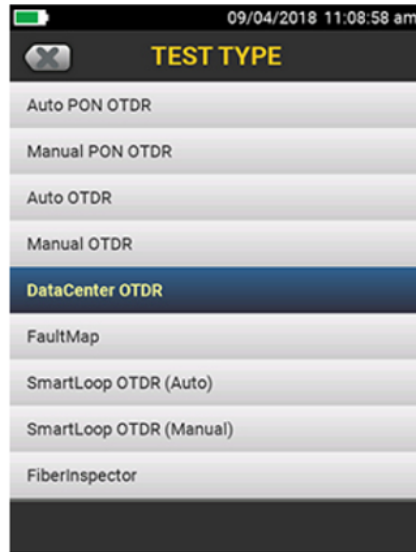 09/04/2018 11:08:58 am
TEST TYPE
Auto PON OTDR
Manual PON OTDR
Auto OTDR
Manual OTDR
DataCenter OTDR
FaultMap
SmartLoop OTDR (Auto)
SmartLoop OTDR (Manual)
FiberInspector